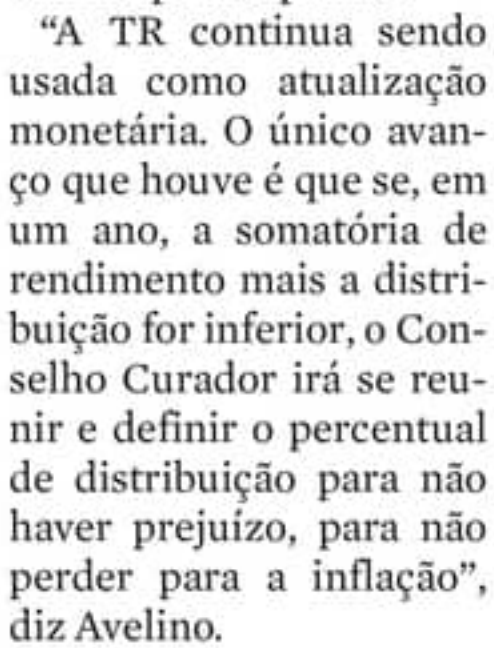 “A TR continua sendo
usada como atualização
monetária. O único avan-
ço que houve é que se, em
um ano, a somatória de
rendimento mais a distri-
buição for inferior, o Con-
selho Curador irá se reu-
nir e definir o percentual
de distribuição para não
haver prejuízo, para não
perder para a inflação”,
diz Avelino.